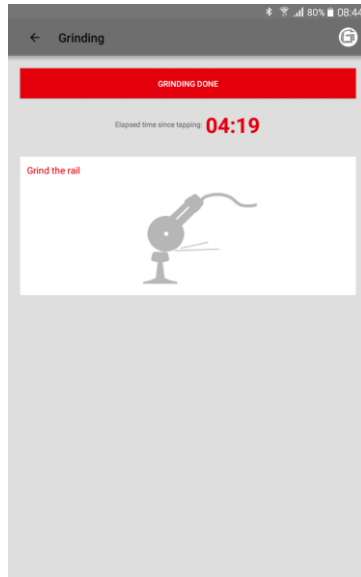 80% 08:44
Grinding
GRINDING DONE
Elapsed time since tapping: 04:19
Grind the rail